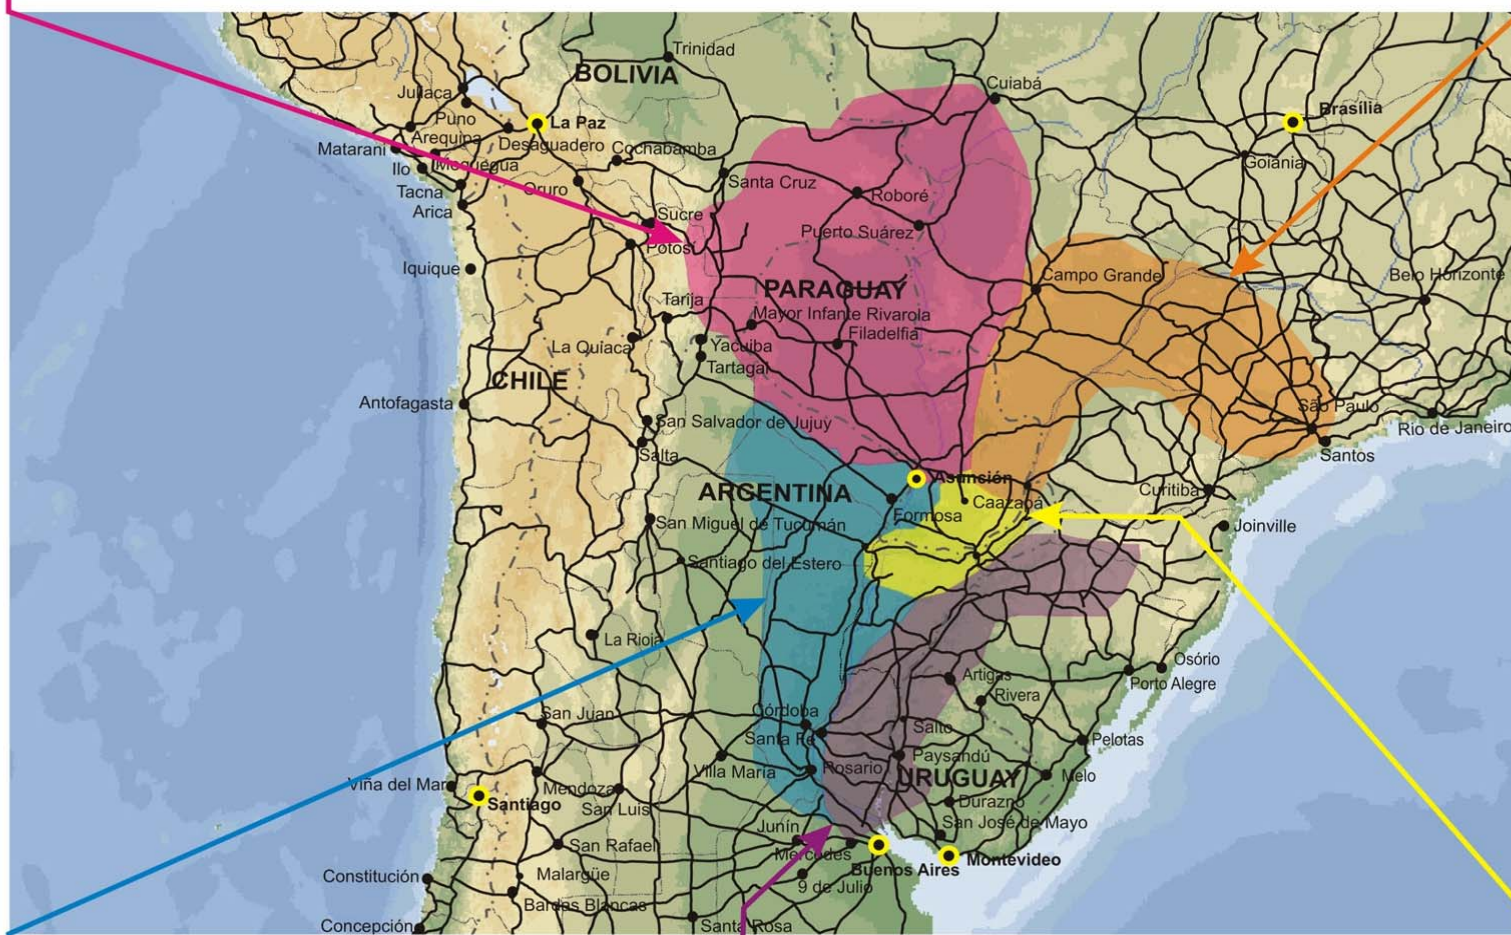 Trinidad
BOLIVIA
Cuiabá
Juliaca
Brasília
Puno
La Paz
Arequipa
Desaguadero
Cochabamba
Matarani
Goiania
Ilo
Moquegua
Santa Cruz
Oruro
Roboré
Tacna
Arica
Sucre
Puerto Suárez
Potosí
Iquique
Campo Grande
Belo Horizonte
PARAGUAY
Tarija
Mayor Infante Rivarola
Filadelfia
La Quiaca
Yacuiba
Tartagal
CHILE
Antofagasta
São Paulo
San Salvador de Jujuy
Rio de Janeiro
Salta
Santos
Asunción
ARGENTINA
Curitiba
Caazapá
Formosa
San Miguel de Tucumán
Joinville
Santiago del Estero
La Rioja
Osório
Artigas
Porto Alegre
Rivera
San Juan
Córdoba
Salto
Santa Fe
Pelotas
Paysandú
Villa María
Rosario
URUGUAY
Melo
Viña del Mar
Mendoza
Santiago
San Luis
Durazno
San José de Mayo
Junín
San Rafael
Mercedes
Montevideo
Buenos Aires
Constitución
Malargüe
9 de Julio
Bardas Blancas
Concepción
Santa Rosa